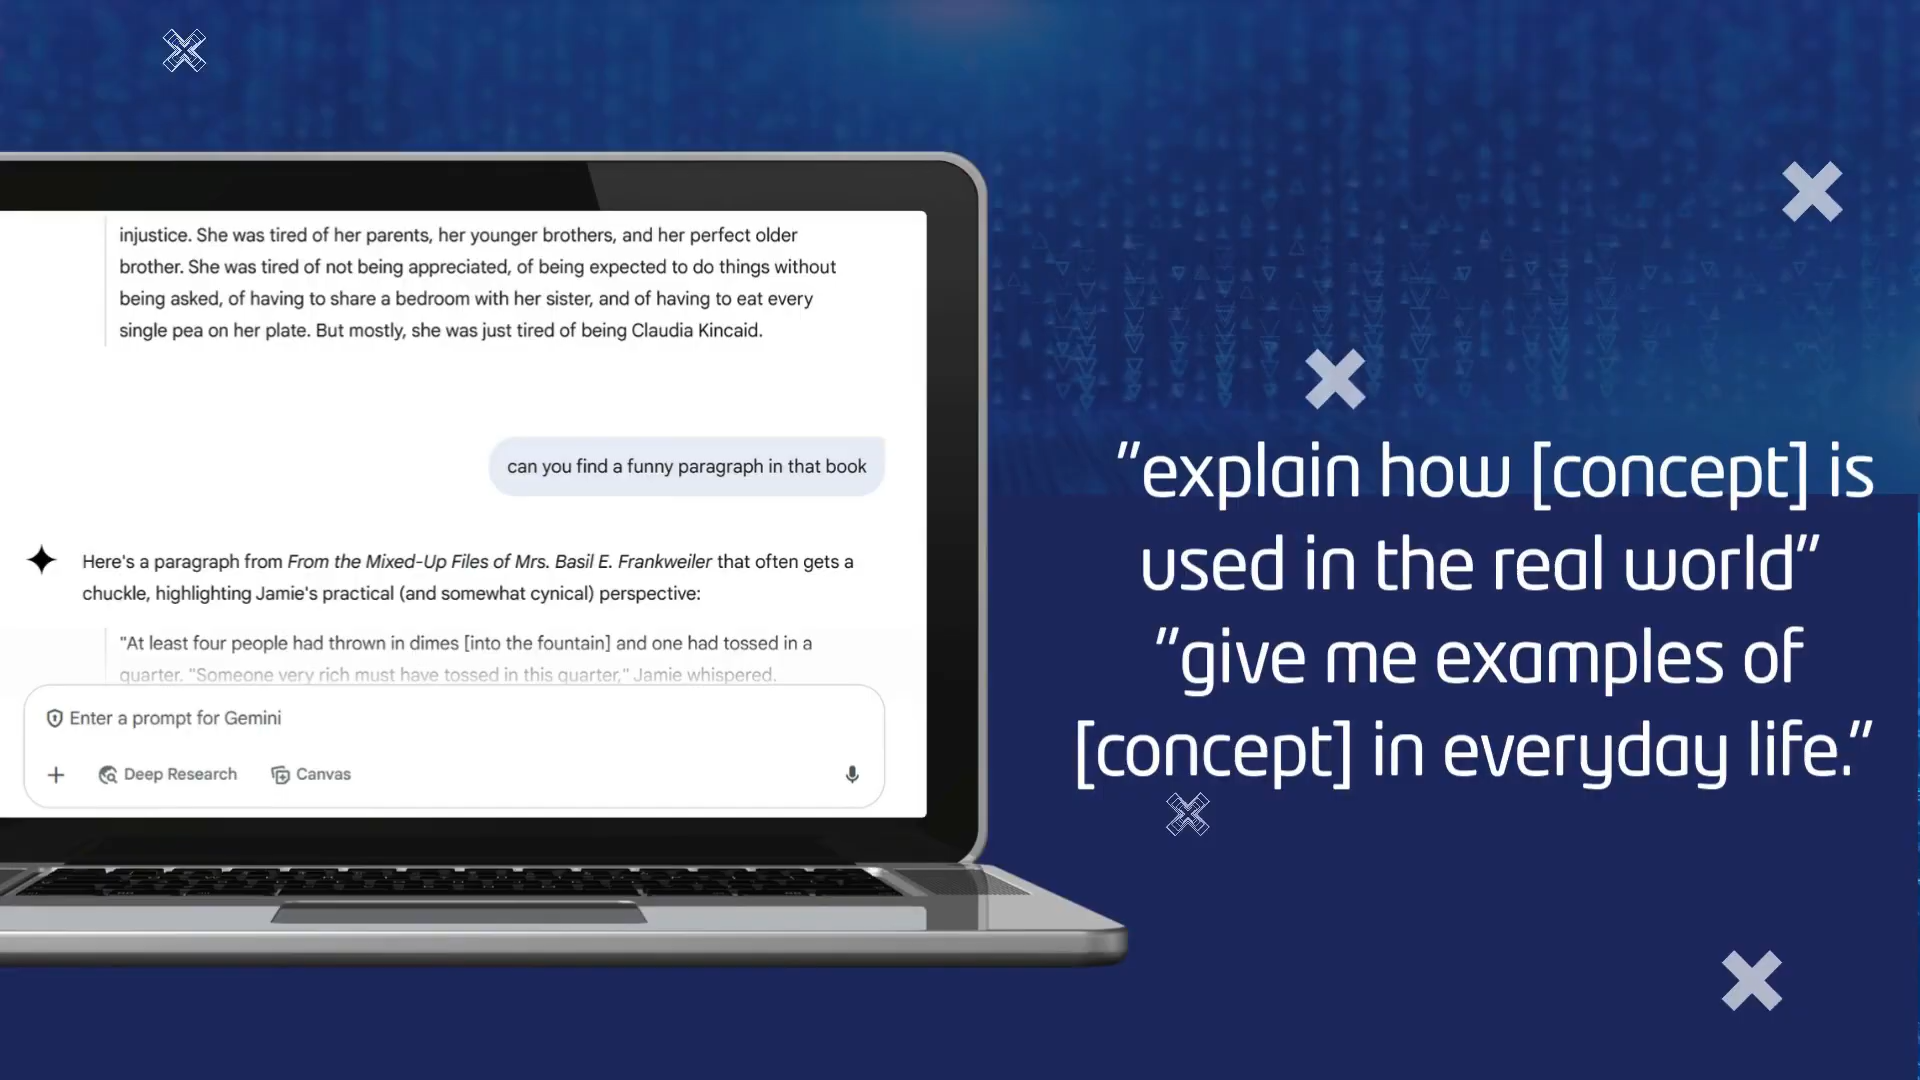 injustice. She was tired of her parents, her younger brothers, and her perfect older
brother. She was tired of not being appreciated, of being expected to do things without
being asked, of having to share a bedroom with her sister, and of having to eat every
single pea on her plate. But mostly, she was just tired of being Claudia Kincaid.
can you find a funny paragraph in that book
Here's a paragraph from From the Mixed-Up Files of Mrs. Basil E. Frankweiler that often gets a
chuckle, highlighting Jamie's practical (and somewhat cynical) perspective:
"At least four people had thrown in dimes [into the fountain] and one had tossed in a
quarter. "Someone very rich must have tossed in this quarter," Jamie whispered.
Enter a prompt for Gemini
Deep Research
Canvas
"explain how [concept] is
used in the real world"
"give me examples of
[concept] in everyday life."